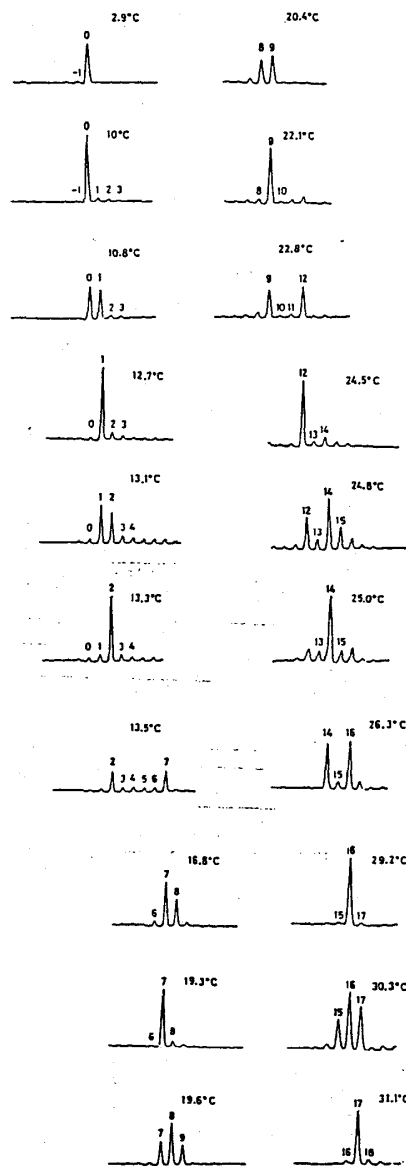 2.9°C
0
-1
10°C
0
-1 1 2 3
10.8°C
0 1
2 3
12.7°C
1
0 2 3
13.1°C
1 2
0 3 4
13.3°C
2
0 1 3 4
13.5°C
2 3 4 5 6 7
16.8°C
7
6 8
19.3°C
7
6 8
19.6°C
8
7 9
20.4°C
8 9
22.1°C
9
8 10
22.8°C
9 12
10 11
24.5°C
12
13 14
24.8°C
14
12 15
13
25.0°C
14
13 15
26.3°C
14 16
15
29.2°C
16
15 17
30.3°C
16
15 17
31.1°C
17
16 18